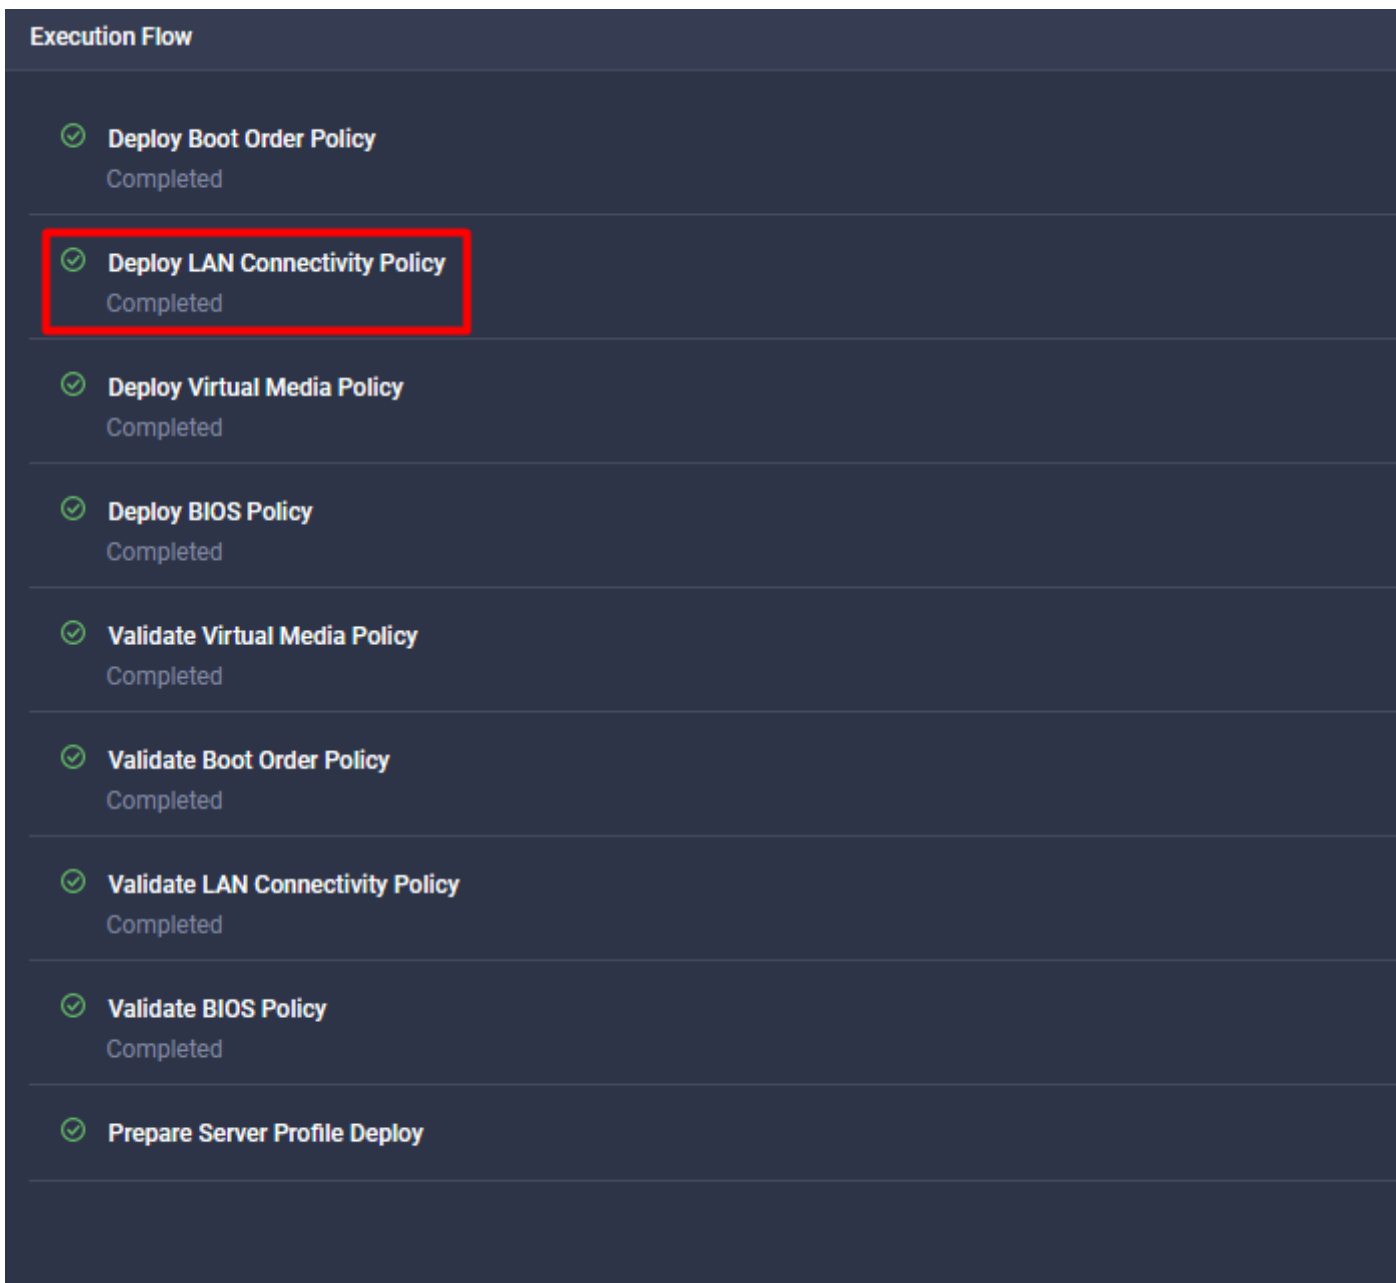 Execution Flow
Deploy Boot Order Policy
Completed
Deploy LAN Connectivity Policy
Completed
Deploy Virtual Media Policy
Completed
Deploy BIOS Policy
Completed
Validate Virtual Media Policy
Completed
Validate Boot Order Policy
Completed
Validate LAN Connectivity Policy
Completed
Validate BIOS Policy
Completed
Prepare Server Profile Deploy